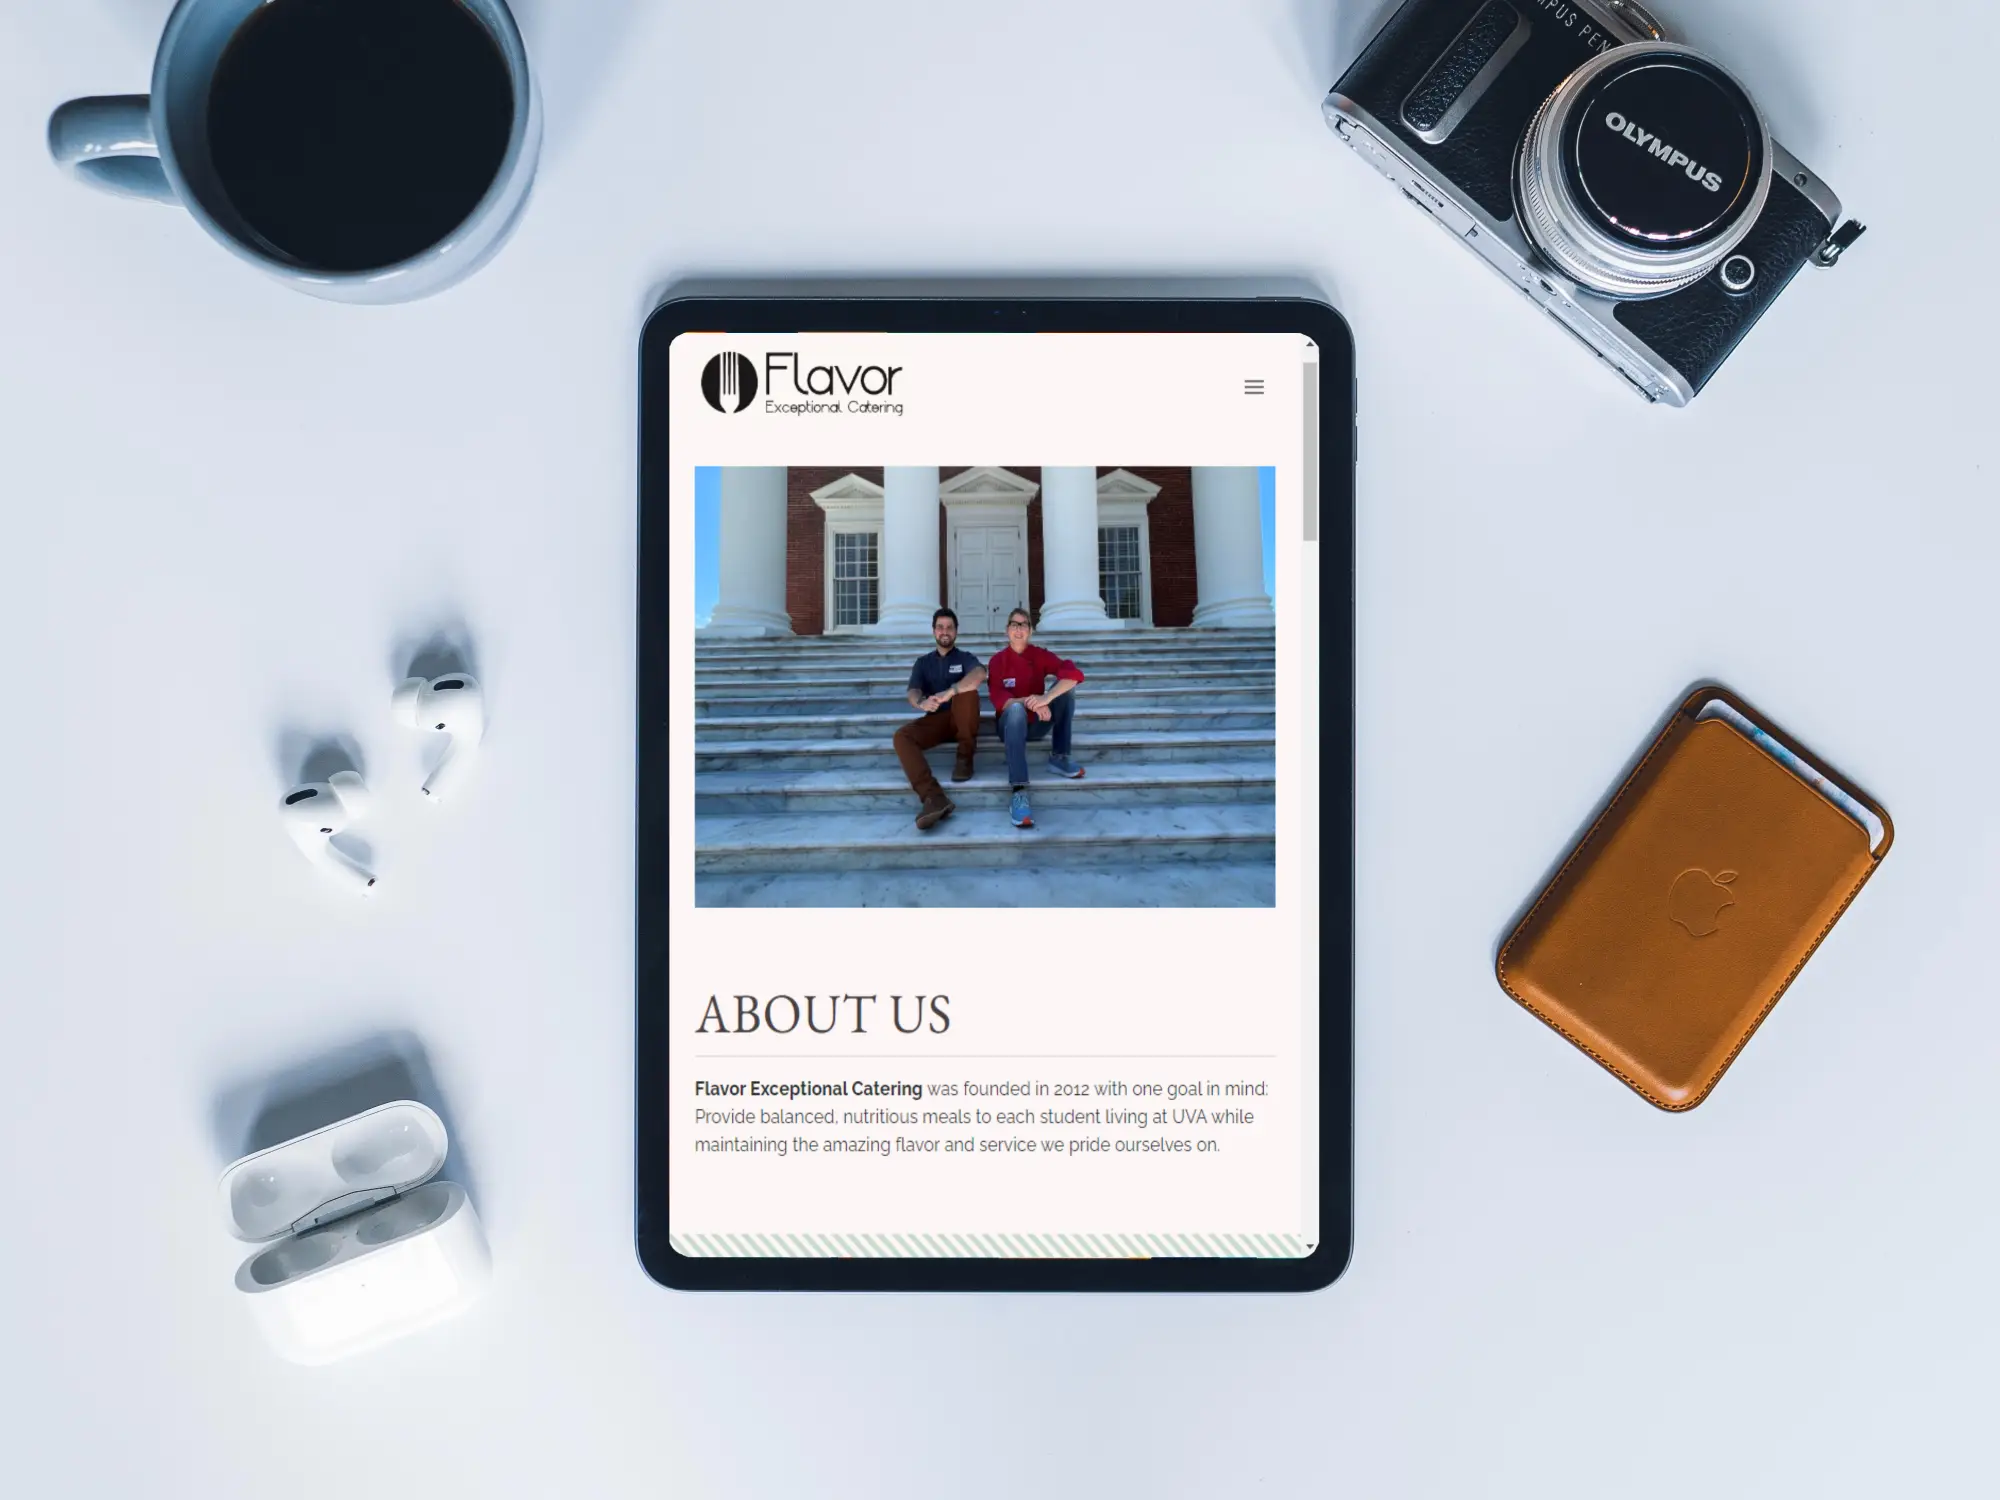 OLYMPUS PEN
OLYMPUS
Flavor
Exceptional Catering
ABOUT US
Flavor Exceptional Catering was founded in 2012 with one goal in mind:
Provide balanced, nutritious meals to each student living at UVA while
maintaining the amazing flavor and service we pride ourselves on.